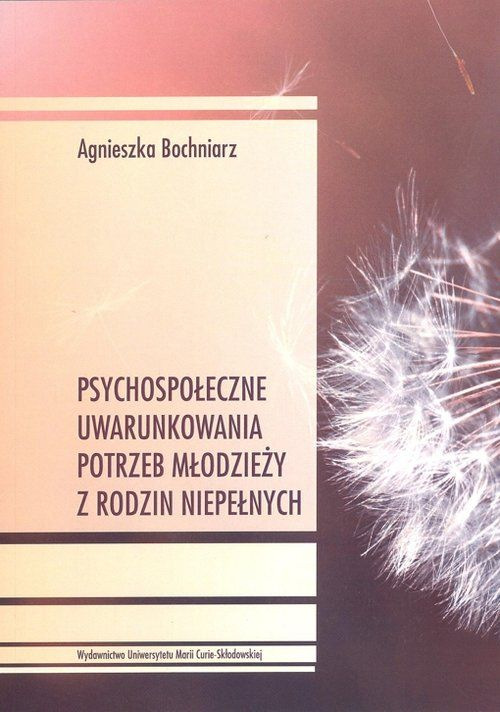 Agnieszka Bochniarz
PSYCHOSPOŁECZNE
UWARUNKOWANIA
POTRZEB MŁODZIEŻY
Z RODZIN NIEPEŁNYCH
Wydawnictwo Uniwersytetu Marii Curie-Skłodowskiej